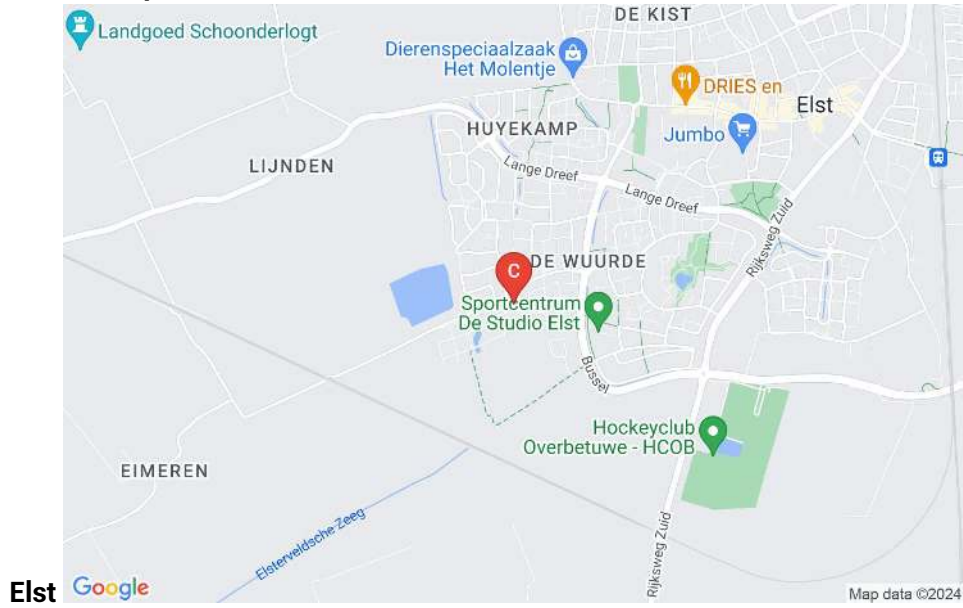 DE KIST
Landgoed Schoonderlogt
Dierenspeciaalzaak
Het Molentje
DRIES en
Elst
HUYEKAMP
Jumbo
LIJNDEN
Lange Dreef
Lange Dreef
Rijksweg Zuid
C
DE WUURDE
Sportcentrum
De Studio Elst
Bussel
Hockeyclub
Overbetuwe - HCOB
EIMEREN
Elsterveldsche Zeeg
Rijksweg Zuid
Elst
Google
Map data ©2024